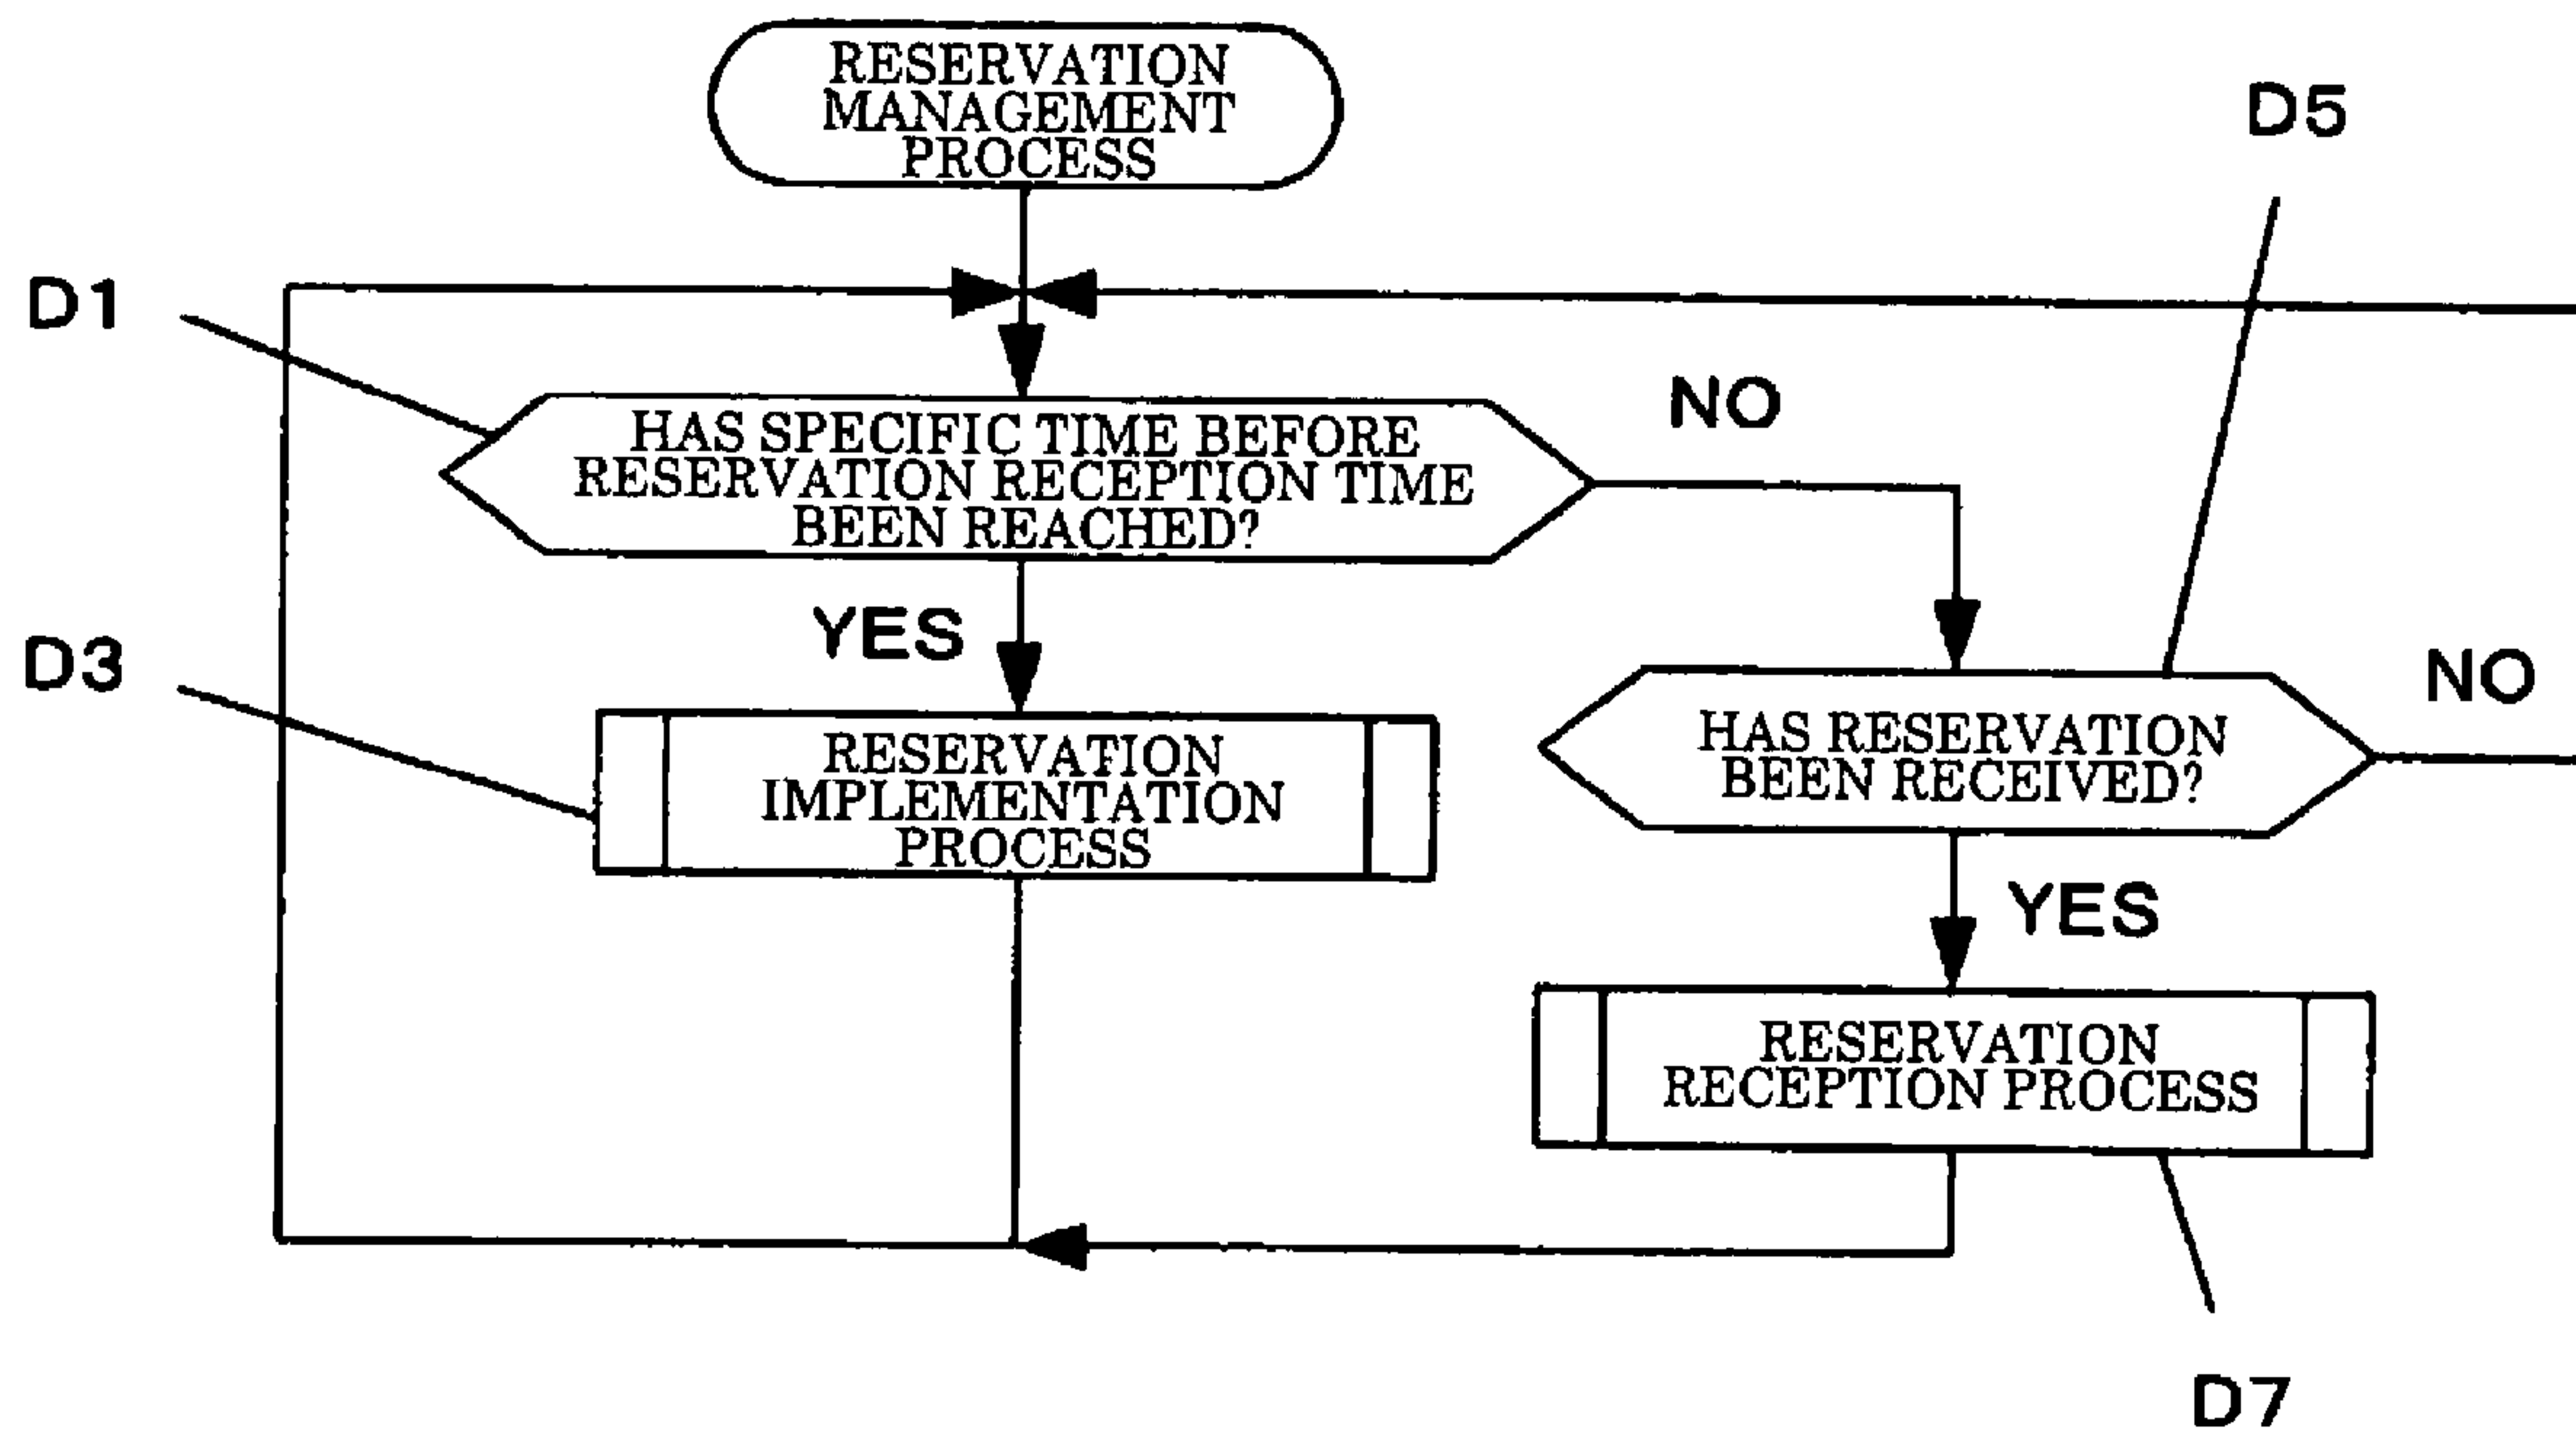 RESERVATION
MANAGEMENT
PROCESS
D5
D1
HAS SPECIFIC TIME BEFORE
RESERVATION RECEPTION TIME
BEEN REACHED?
NO
YES
D3
RESERVATION
IMPLEMENTATION
PROCESS
HAS RESERVATION
BEEN RECEIVED?
NO
YES
RESERVATION
RECEPTION PROCESS
D7